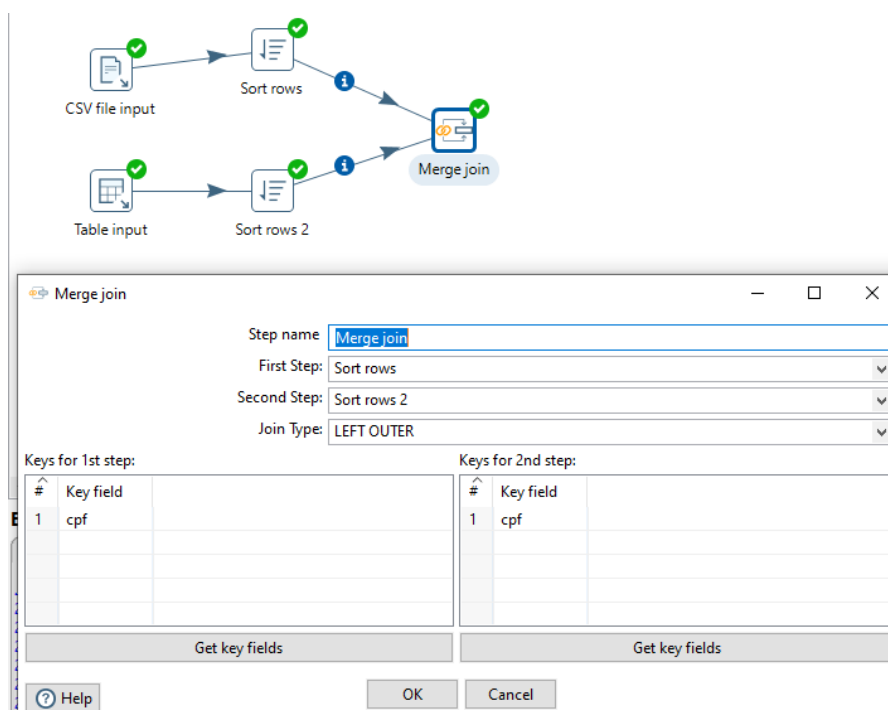 Sort rows
CSV file input
Merge join
Table input
Sort rows 2
Merge join
Step name Merge join
First Step: Sort rows
Second Step: Sort rows 2
Join Type: LEFT OUTER
Keys for 1st step: Keys for 2nd step:
# Key field # Key field
1 cpf 1 cpf
Get key fields Get key fields
Help OK Cancel